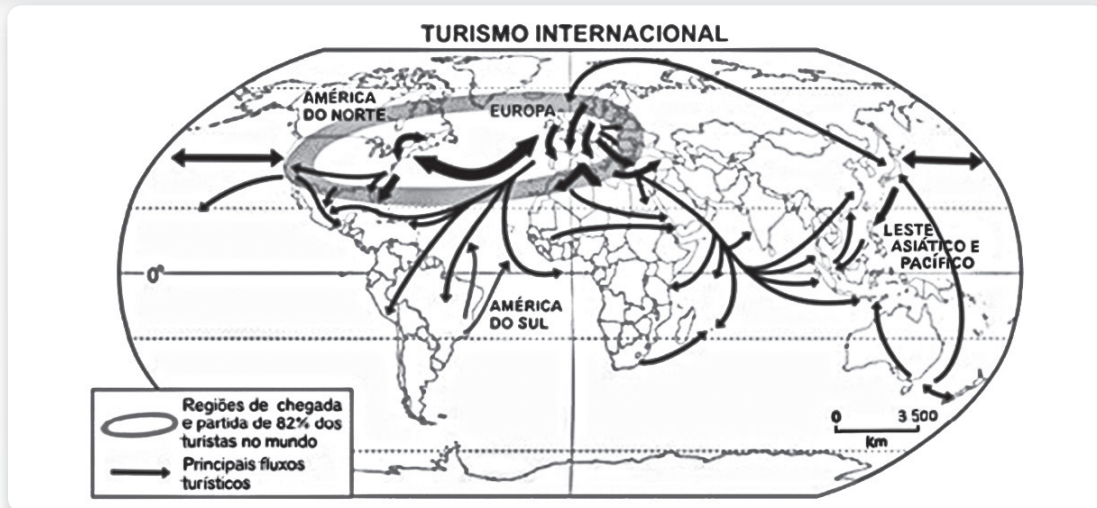 TURISMO INTERNACIONAL
AMÉRICA
DO NORTE
EUROPA
LESTE
ASIÁTICO E
PACÍFICO
0°
AMÉRICA
DO SUL
Regiões de chegada
e partida de 82% dos
turistas no mundo
Principais fluxos
turísticos
0 3 500
Km